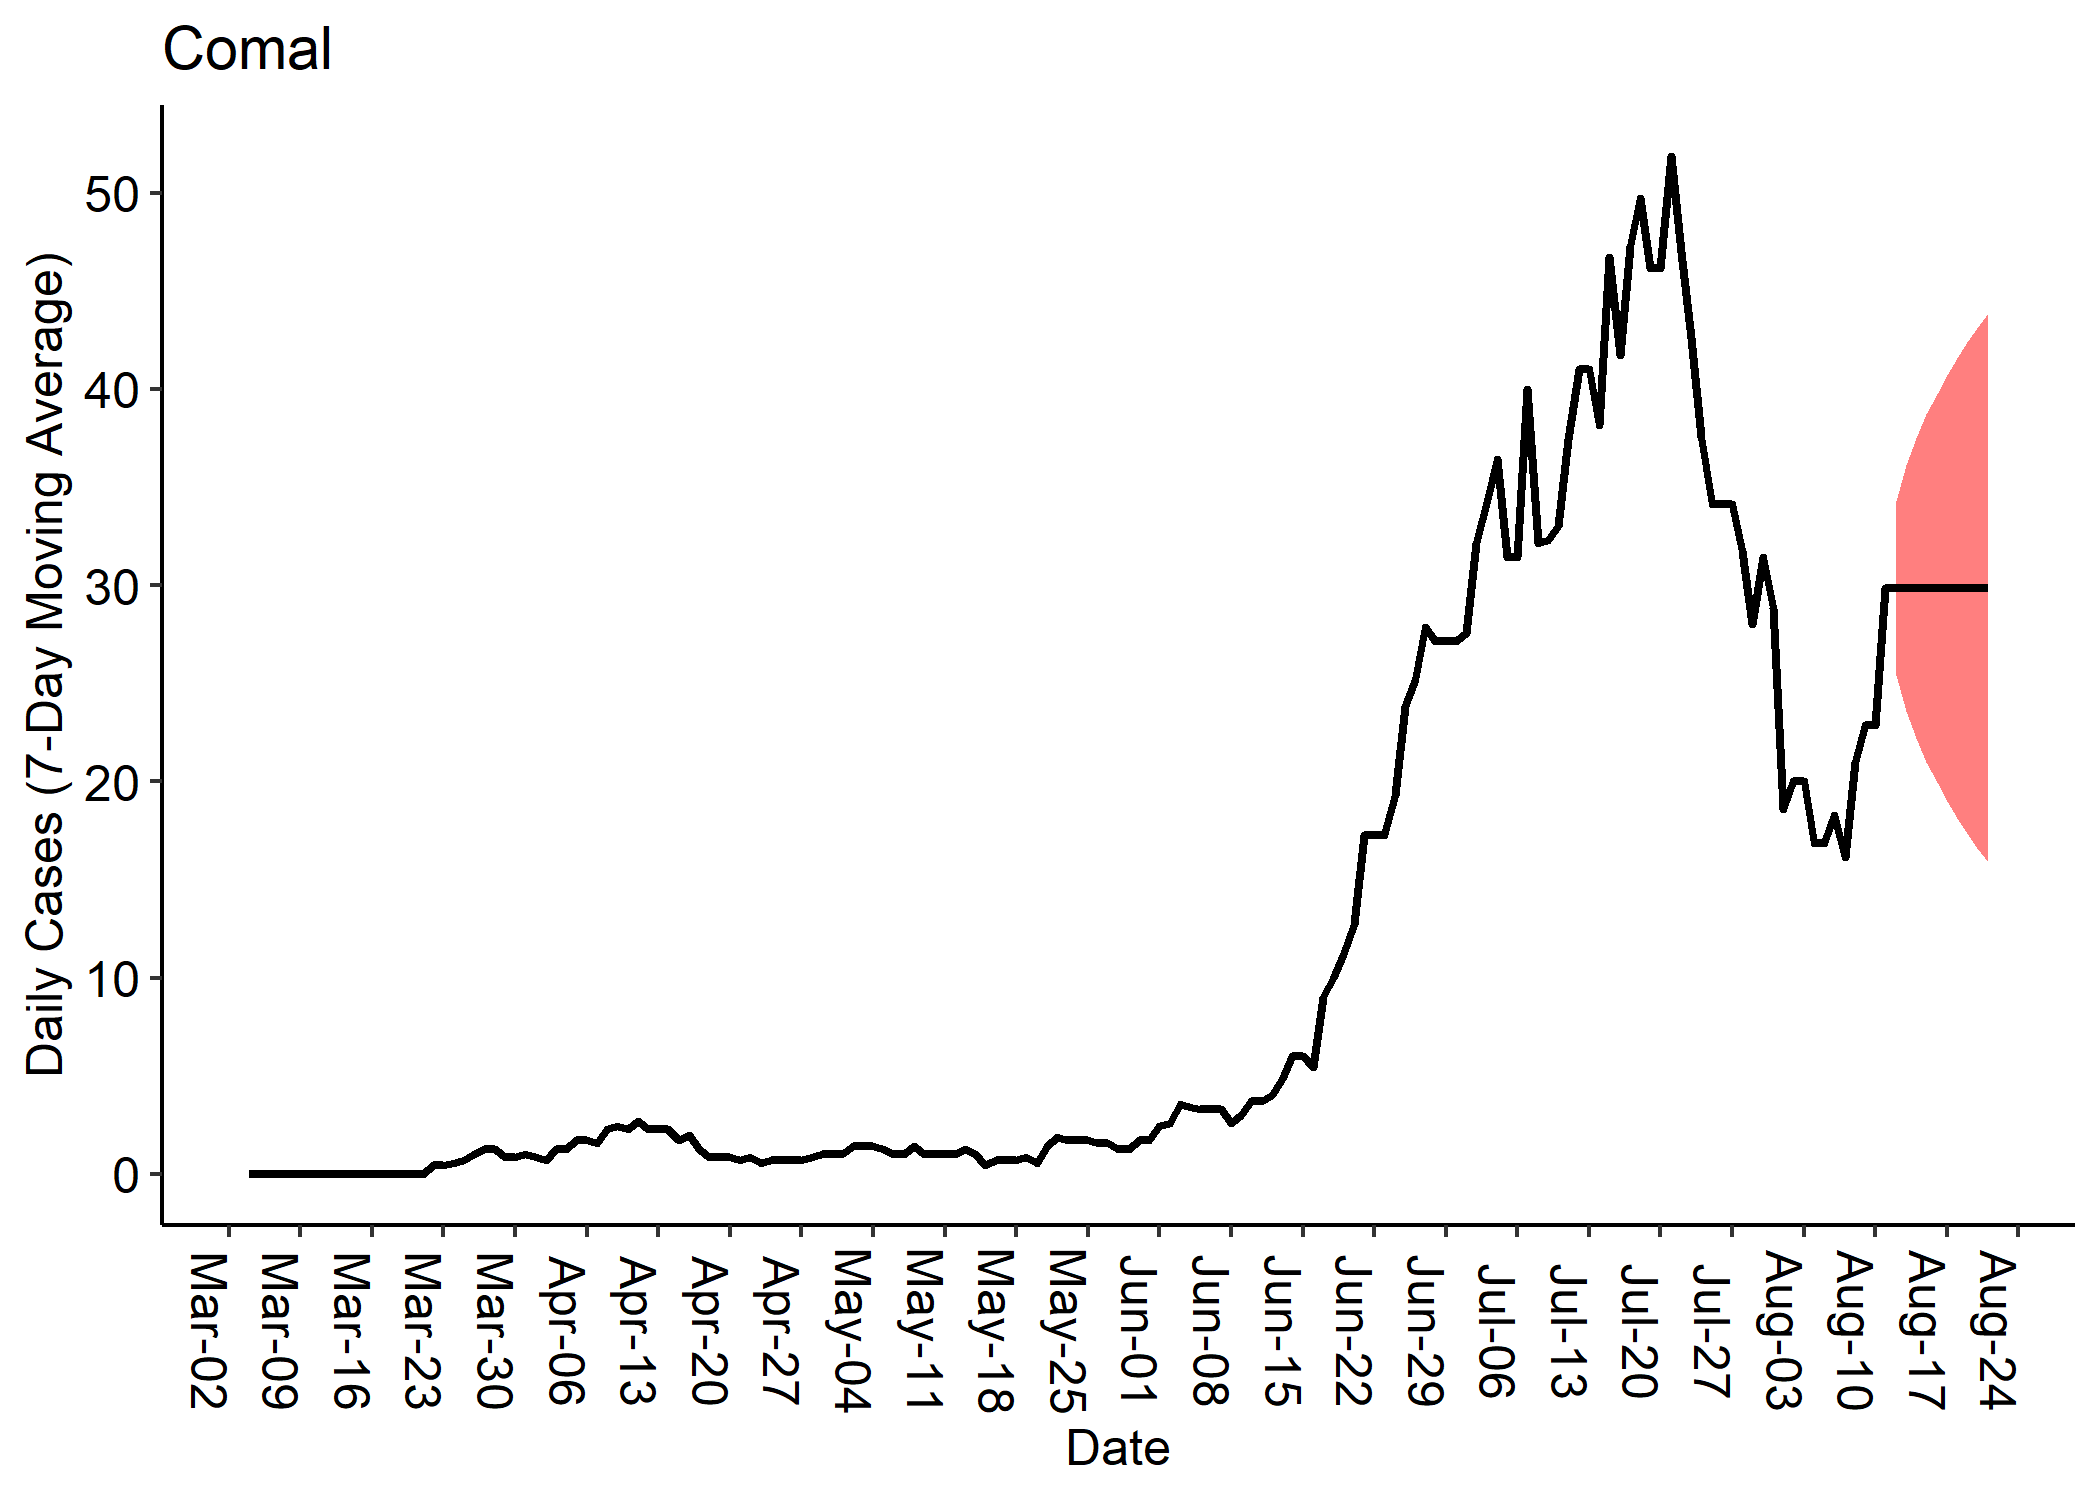 Comal
Daily Cases (7-Day Moving Average)
50
40
30
20
10
0
Mar-02
Mar-09
Mar-16
Mar-23
Mar-30
Apr-06
Apr-13
Apr-20
Apr-27
May-04
May-11
May-18
May-25
Jun-01
Jun-08
Jun-15
Jun-22
Jun-29
Jul-06
Jul-13
Jul-20
Jul-27
Aug-03
Aug-10
Aug-17
Aug-24
Date